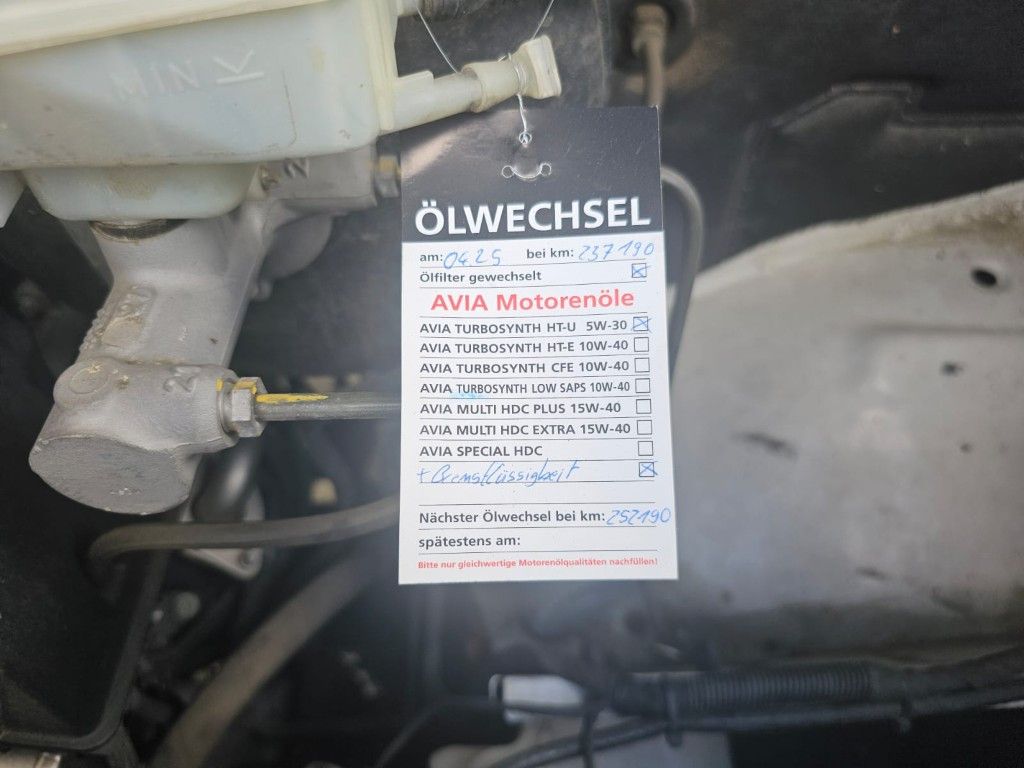 MIN
ÖLWECHSEL
am: 0425 bei km: 237190
Ölfilter gewechselt ☒
AVIA Motorenöle
AVIA TURBOSYNTH HT-U 5W-30 ☒
AVIA TURBOSYNTH HT-E 10W-40 ☐
AVIA TURBOSYNTH CFE 10W-40 ☐
AVIA TURBOSYNTH LOW SAPS 10W-40 ☐
AVIA MULTI HDC PLUS 15W-40 ☐
AVIA MULTI HDC EXTRA 15W-40 ☐
AVIA SPECIAL HDC ☐
+ Bremsflüssigkeit ☒
Nächster Ölwechsel bei km: 252190
spätestens am:
Bitte nur gleichwertige Motorenölqualitäten nachfüllen!